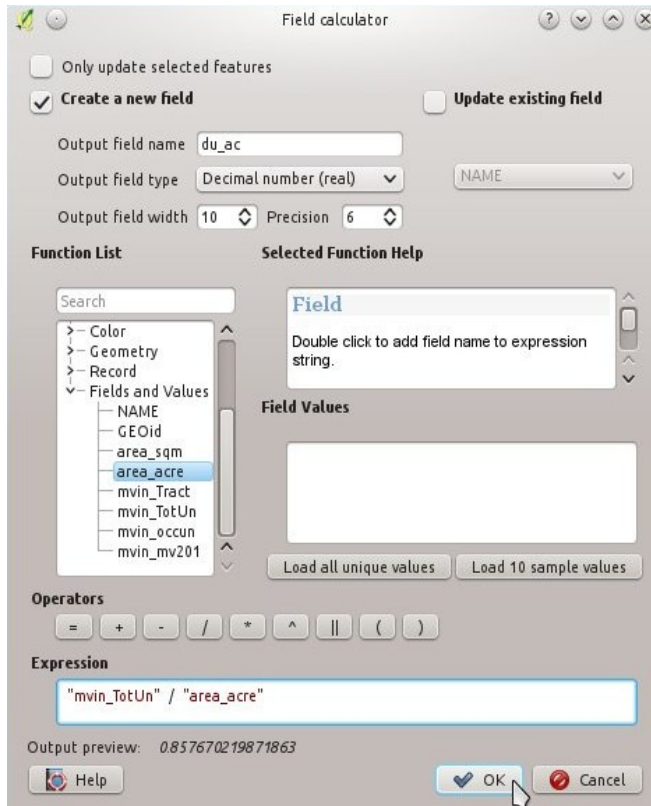 Field calculator
Only update selected features
Create a new field
Update existing field
Output field name du_ac
Output field type Decimal number (real)
NAME
Output field width 10 Precision 6
Function List
Selected Function Help
Search
Color
Geometry
Record
Fields and Values
NAME
GEOid
area_sqm
area_acre
mvin_Tract
mvin_TotUn
mvin_occun
mvin_mv201
Field
Double click to add field name to expression
string.
Field Values
Load all unique values
Load 10 sample values
Operators
= + - / * ^ || ( )
Expression
"mvin_TotUn" / "area_acre"
Output preview: 0.857670219871863
Help
OK
Cancel